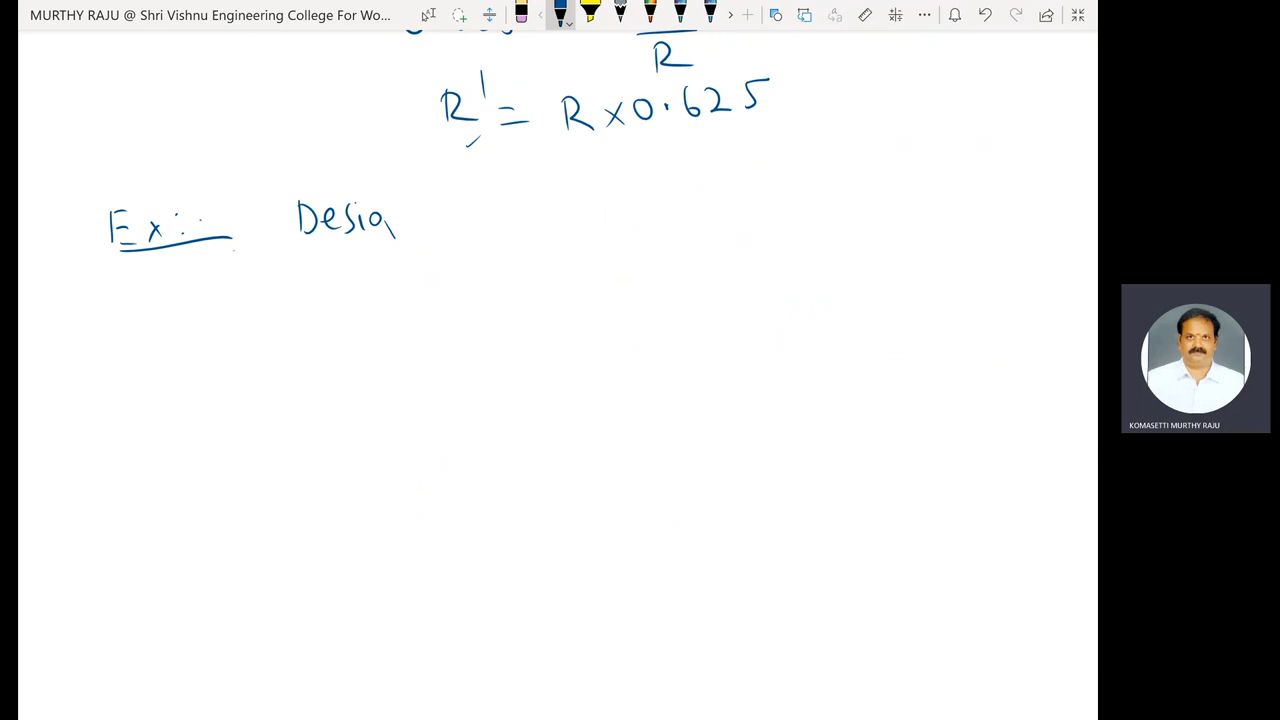 MURTHY RAJU @ Shri Vishnu Engineering College For Wo...
R
R' = R × 0.625
Ex:- Desig
KOMASETTI MURTHY RAJU